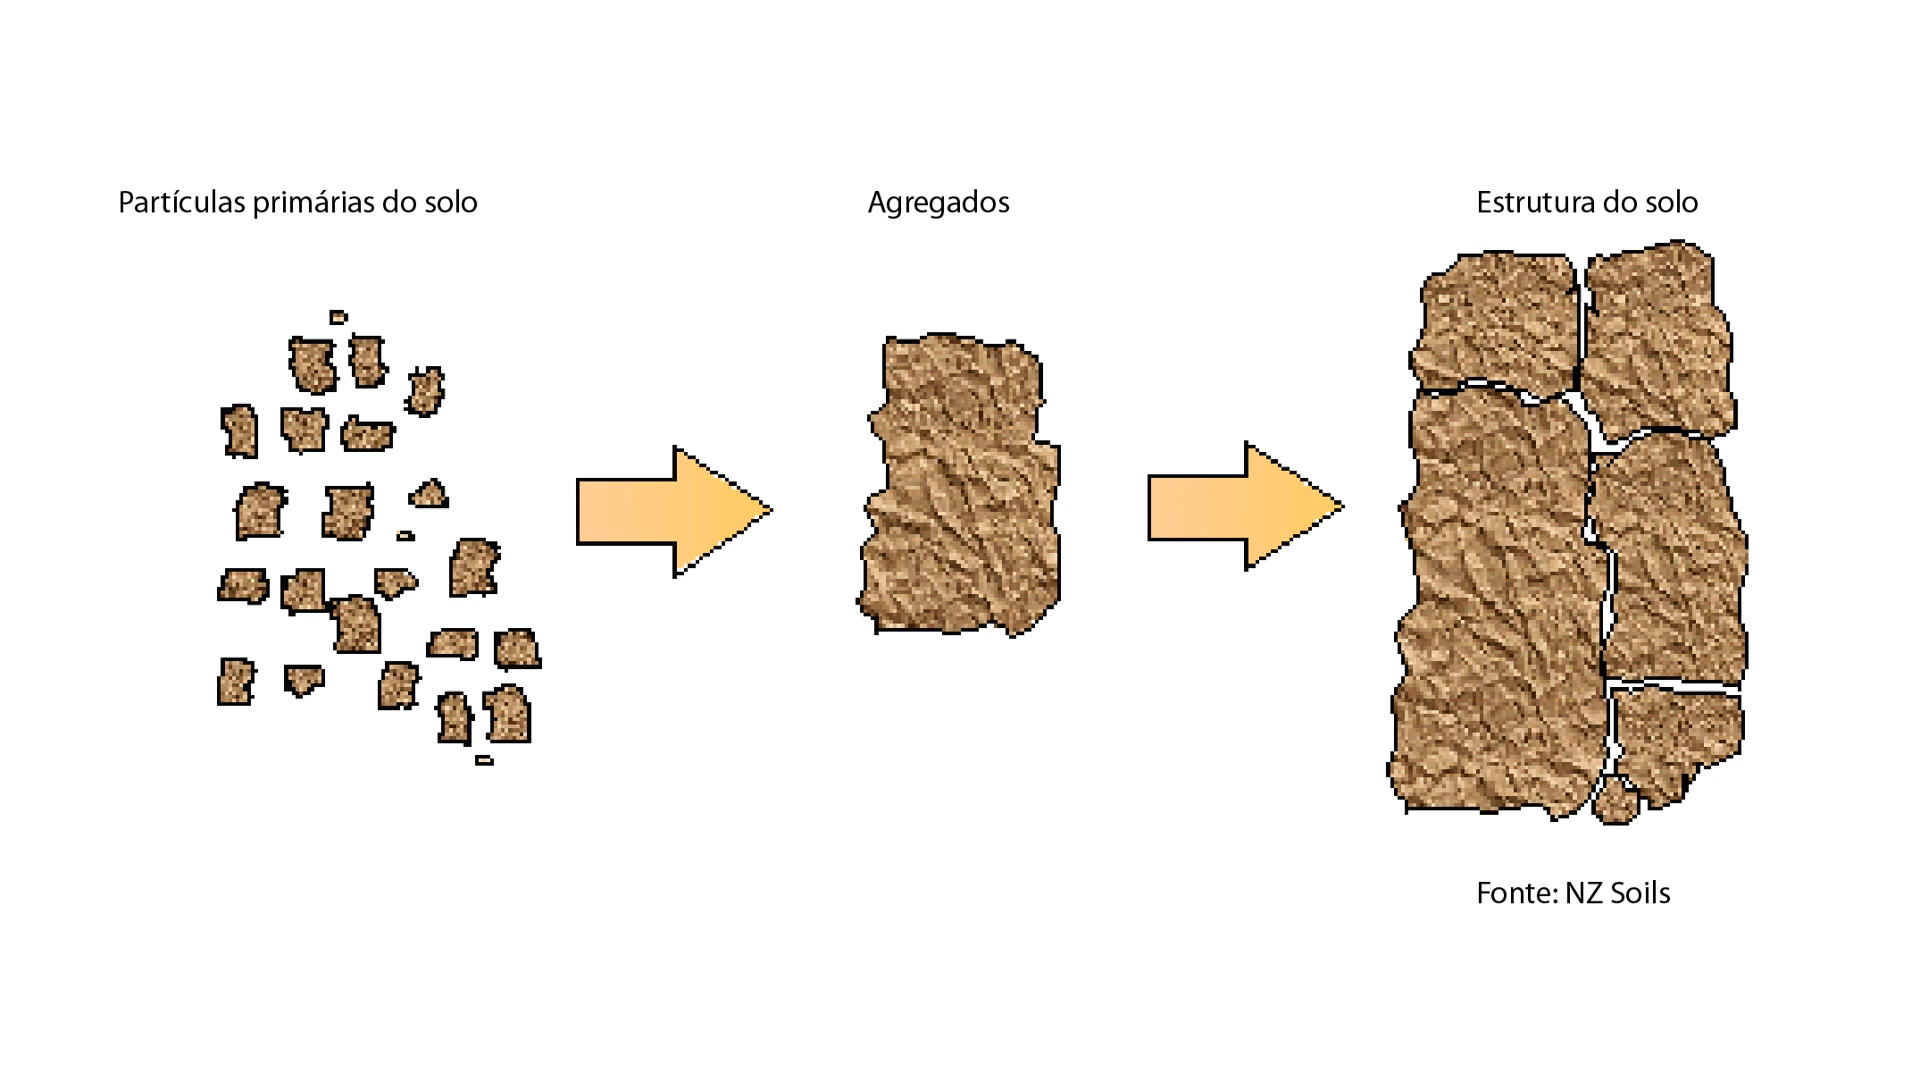 Partículas primárias do solo
Agregados
Estrutura do solo
Fonte: NZ Soils